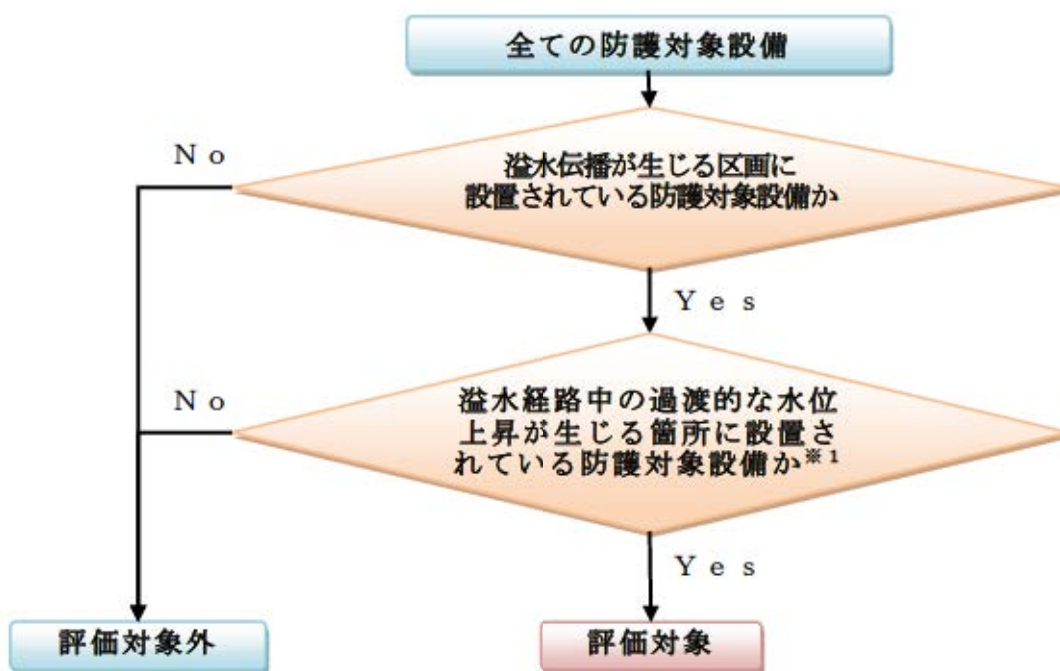 全ての防護対象設備
No
溢水伝播が生じる区画に
設置されている防護対象設備か
Yes
No
溢水経路中の過渡的な水位
上昇が生じる箇所に設置さ
れている防護対象設備か※1
Yes
評価対象外
評価対象